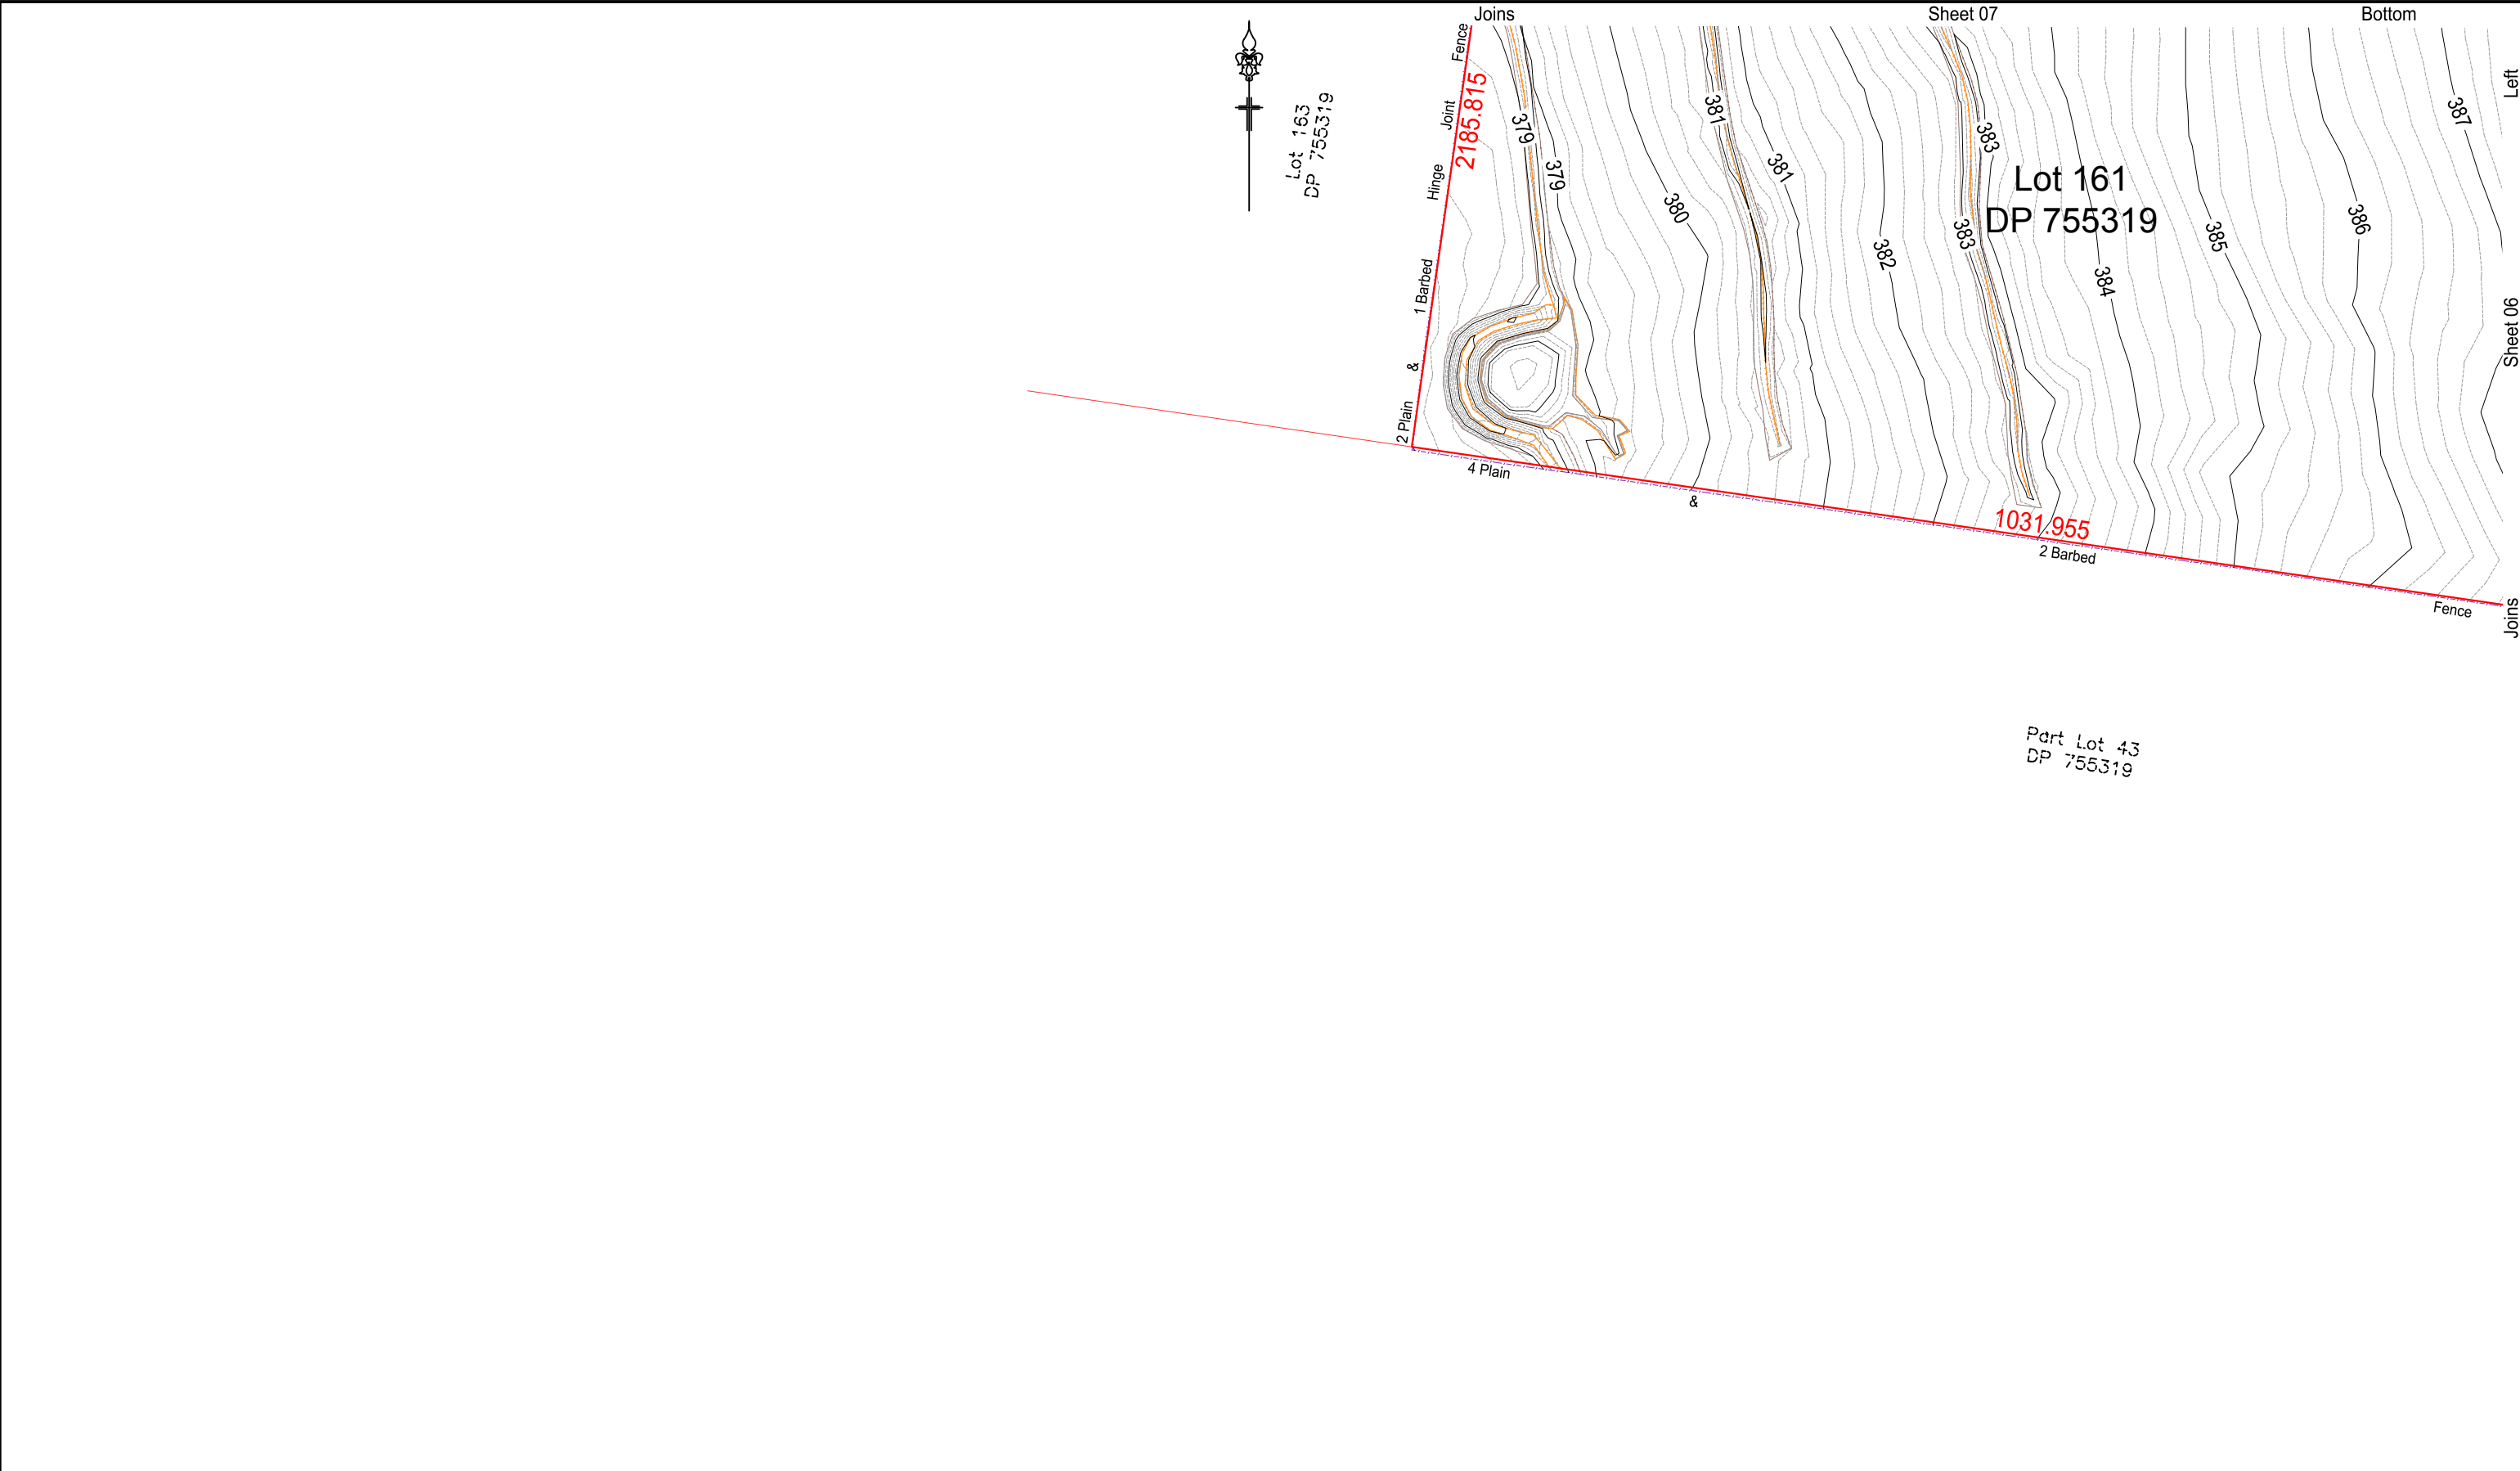 Joins Sheet 07 Bottom
Left
Sheet 06
Joins
Lot 163
DP 755319
2 Plain & 1 Barbed Hinge Joint Fence
2185.815
379
379
380
381
381
382
383
383
384
385
386
387
Lot 161
DP 755319
1031.955
4 Plain & 2 Barbed Fence
Part Lot 43
DP 755319